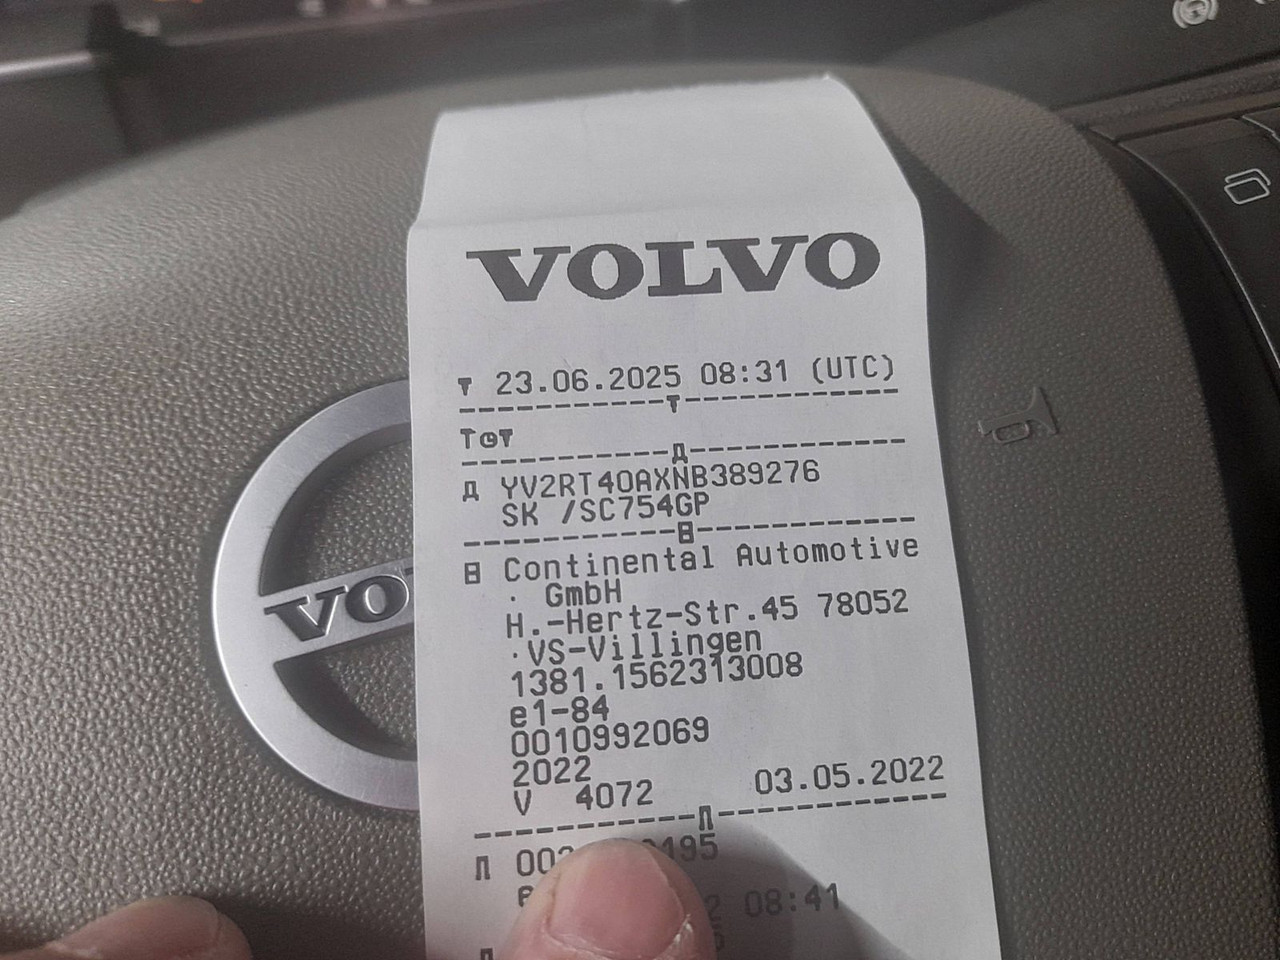 VOLVO
23.06.2025 08:31 (UTC)
YV2RT40AXNB389276
SK /SC754GP
Continental Automotive
. GmbH
H.-Hertz-Str.45 78052
.VS-Villingen
1381.1562313008
e1-84
0010992069
2022
V 4072 03.05.2022
08:41